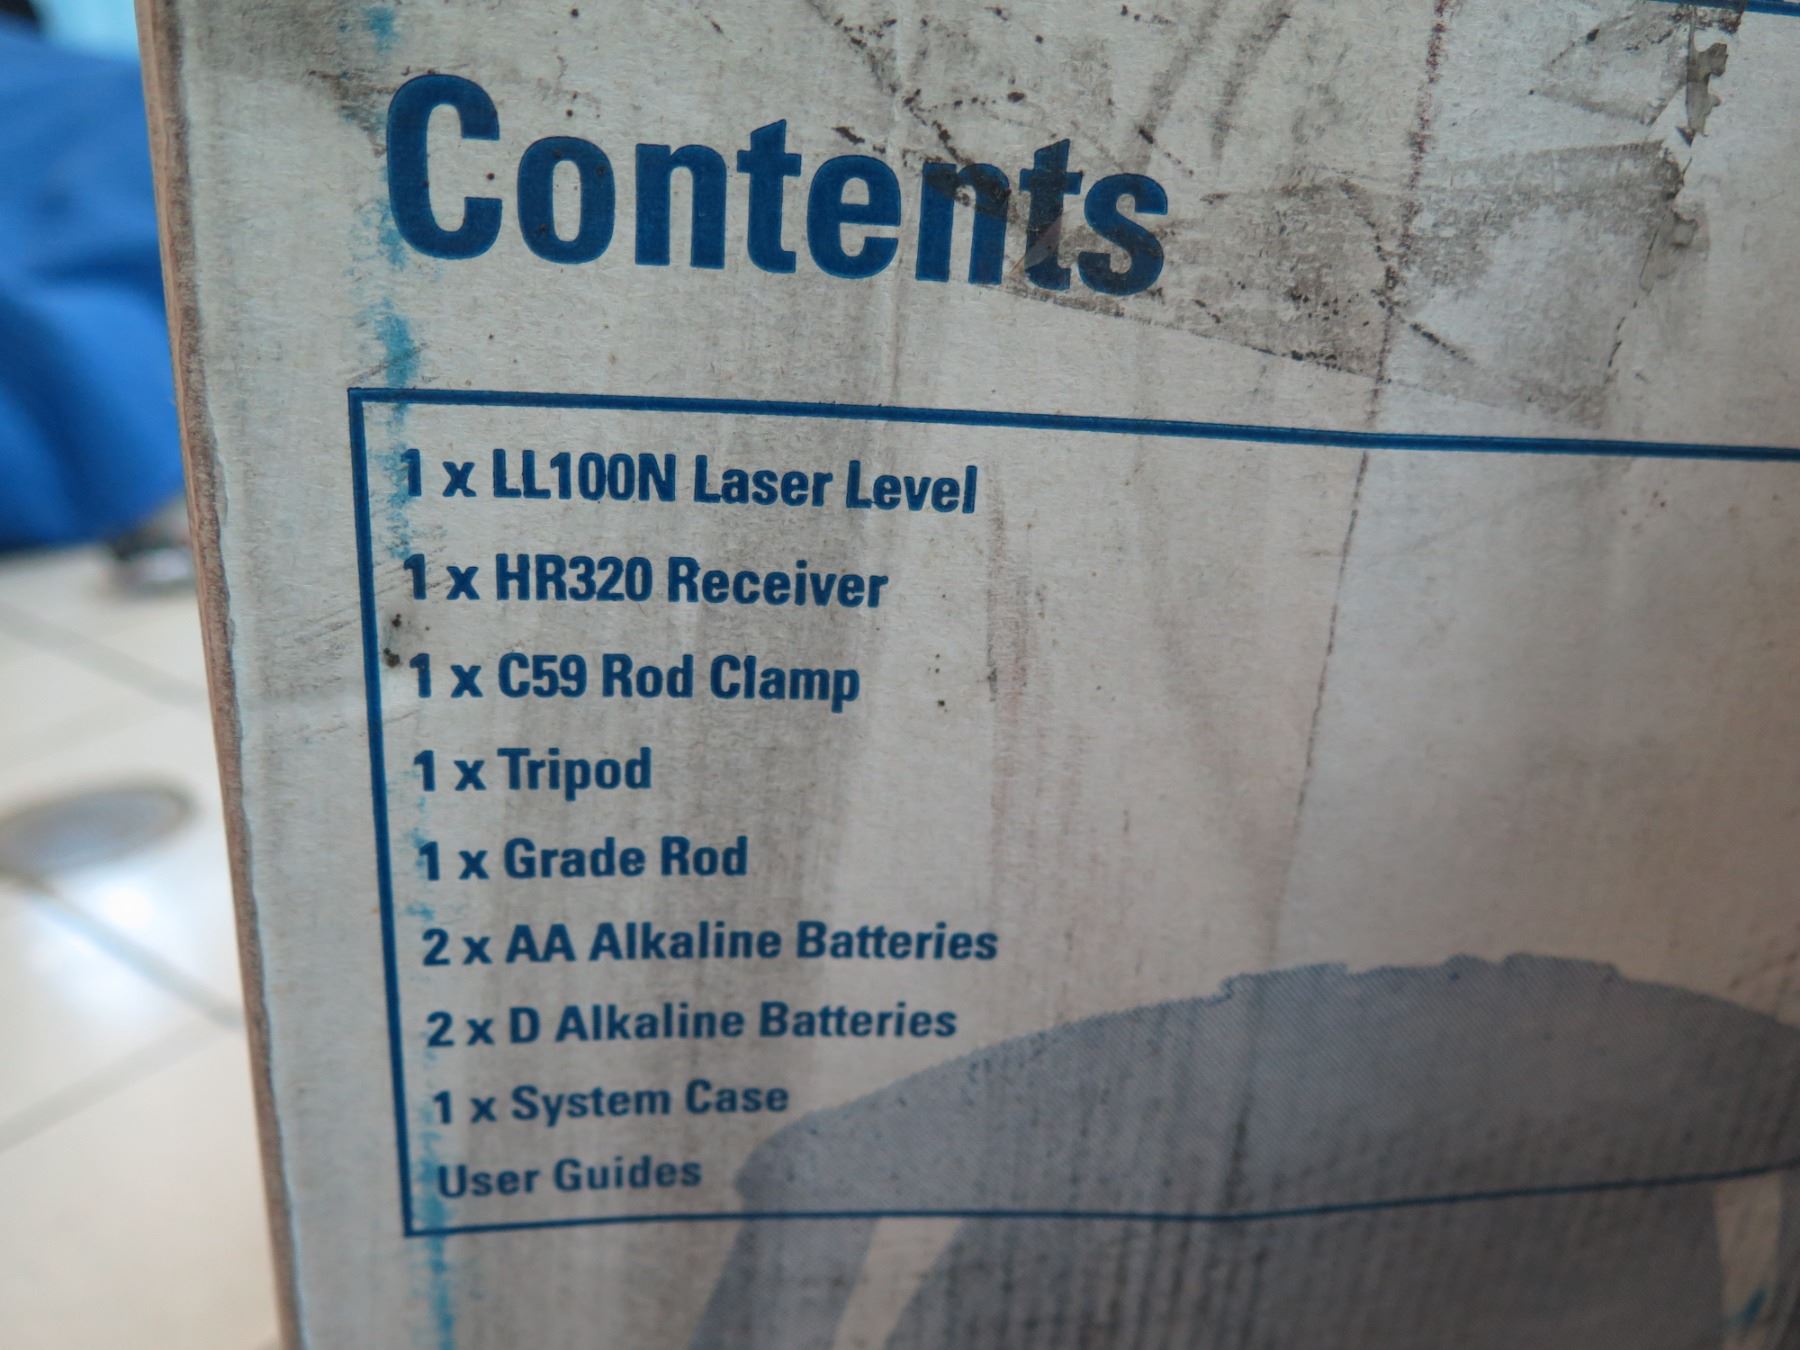 Contents
1 x LL100N Laser Level
1 x HR320 Receiver
1 x C59 Rod Clamp
1 x Tripod
1 x Grade Rod
2 x AA Alkaline Batteries
2 x D Alkaline Batteries
1 x System Case
User Guides